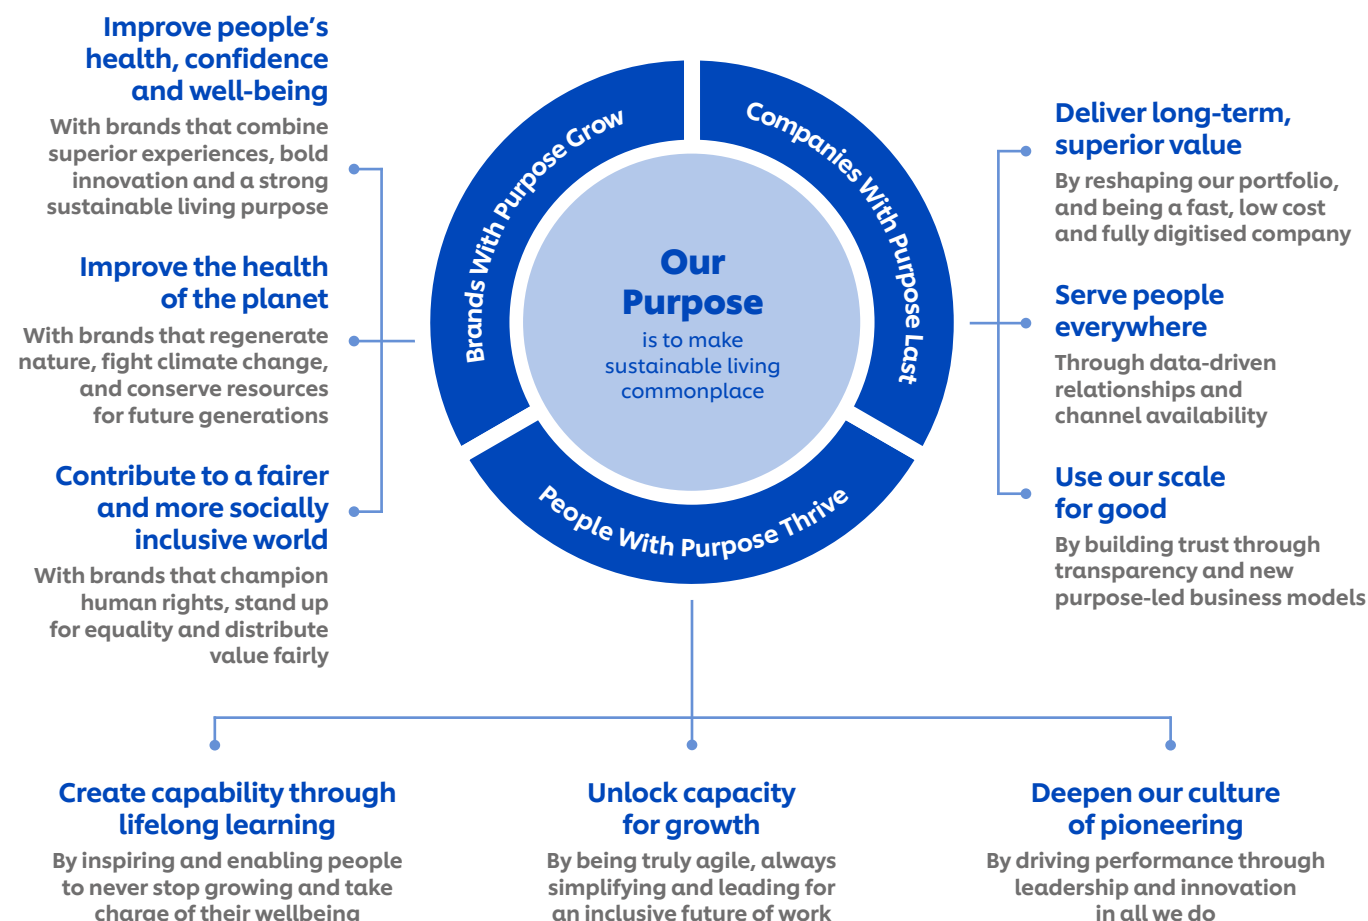 Improve people's
health, confidence
and well-being
With brands that combine
superior experiences, bold
innovation and a strong
sustainable living purpose
Improve the health
of the planet
With brands that regenerate
nature, fight climate change,
and conserve resources
for future generations
Contribute to a fairer
and more socially
inclusive world
With brands that champion
human rights, stand up
for equality and distribute
value fairly
Brands With Purpose Grow
Companies With Purpose Last
People With Purpose Thrive
Our
Purpose
is to make
sustainable living
commonplace
Deliver long-term,
superior value
By reshaping our portfolio,
and being a fast, low cost
and fully digitised company
Serve people
everywhere
Through data-driven
relationships and
channel availability
Use our scale
for good
By building trust through
transparency and new
purpose-led business models
Create capability through
lifelong learning
By inspiring and enabling people
to never stop growing and take
charge of their wellbeing
Unlock capacity
for growth
By being truly agile, always
simplifying and leading for
an inclusive future of work
Deepen our culture
of pioneering
By driving performance through
leadership and innovation
in all we do